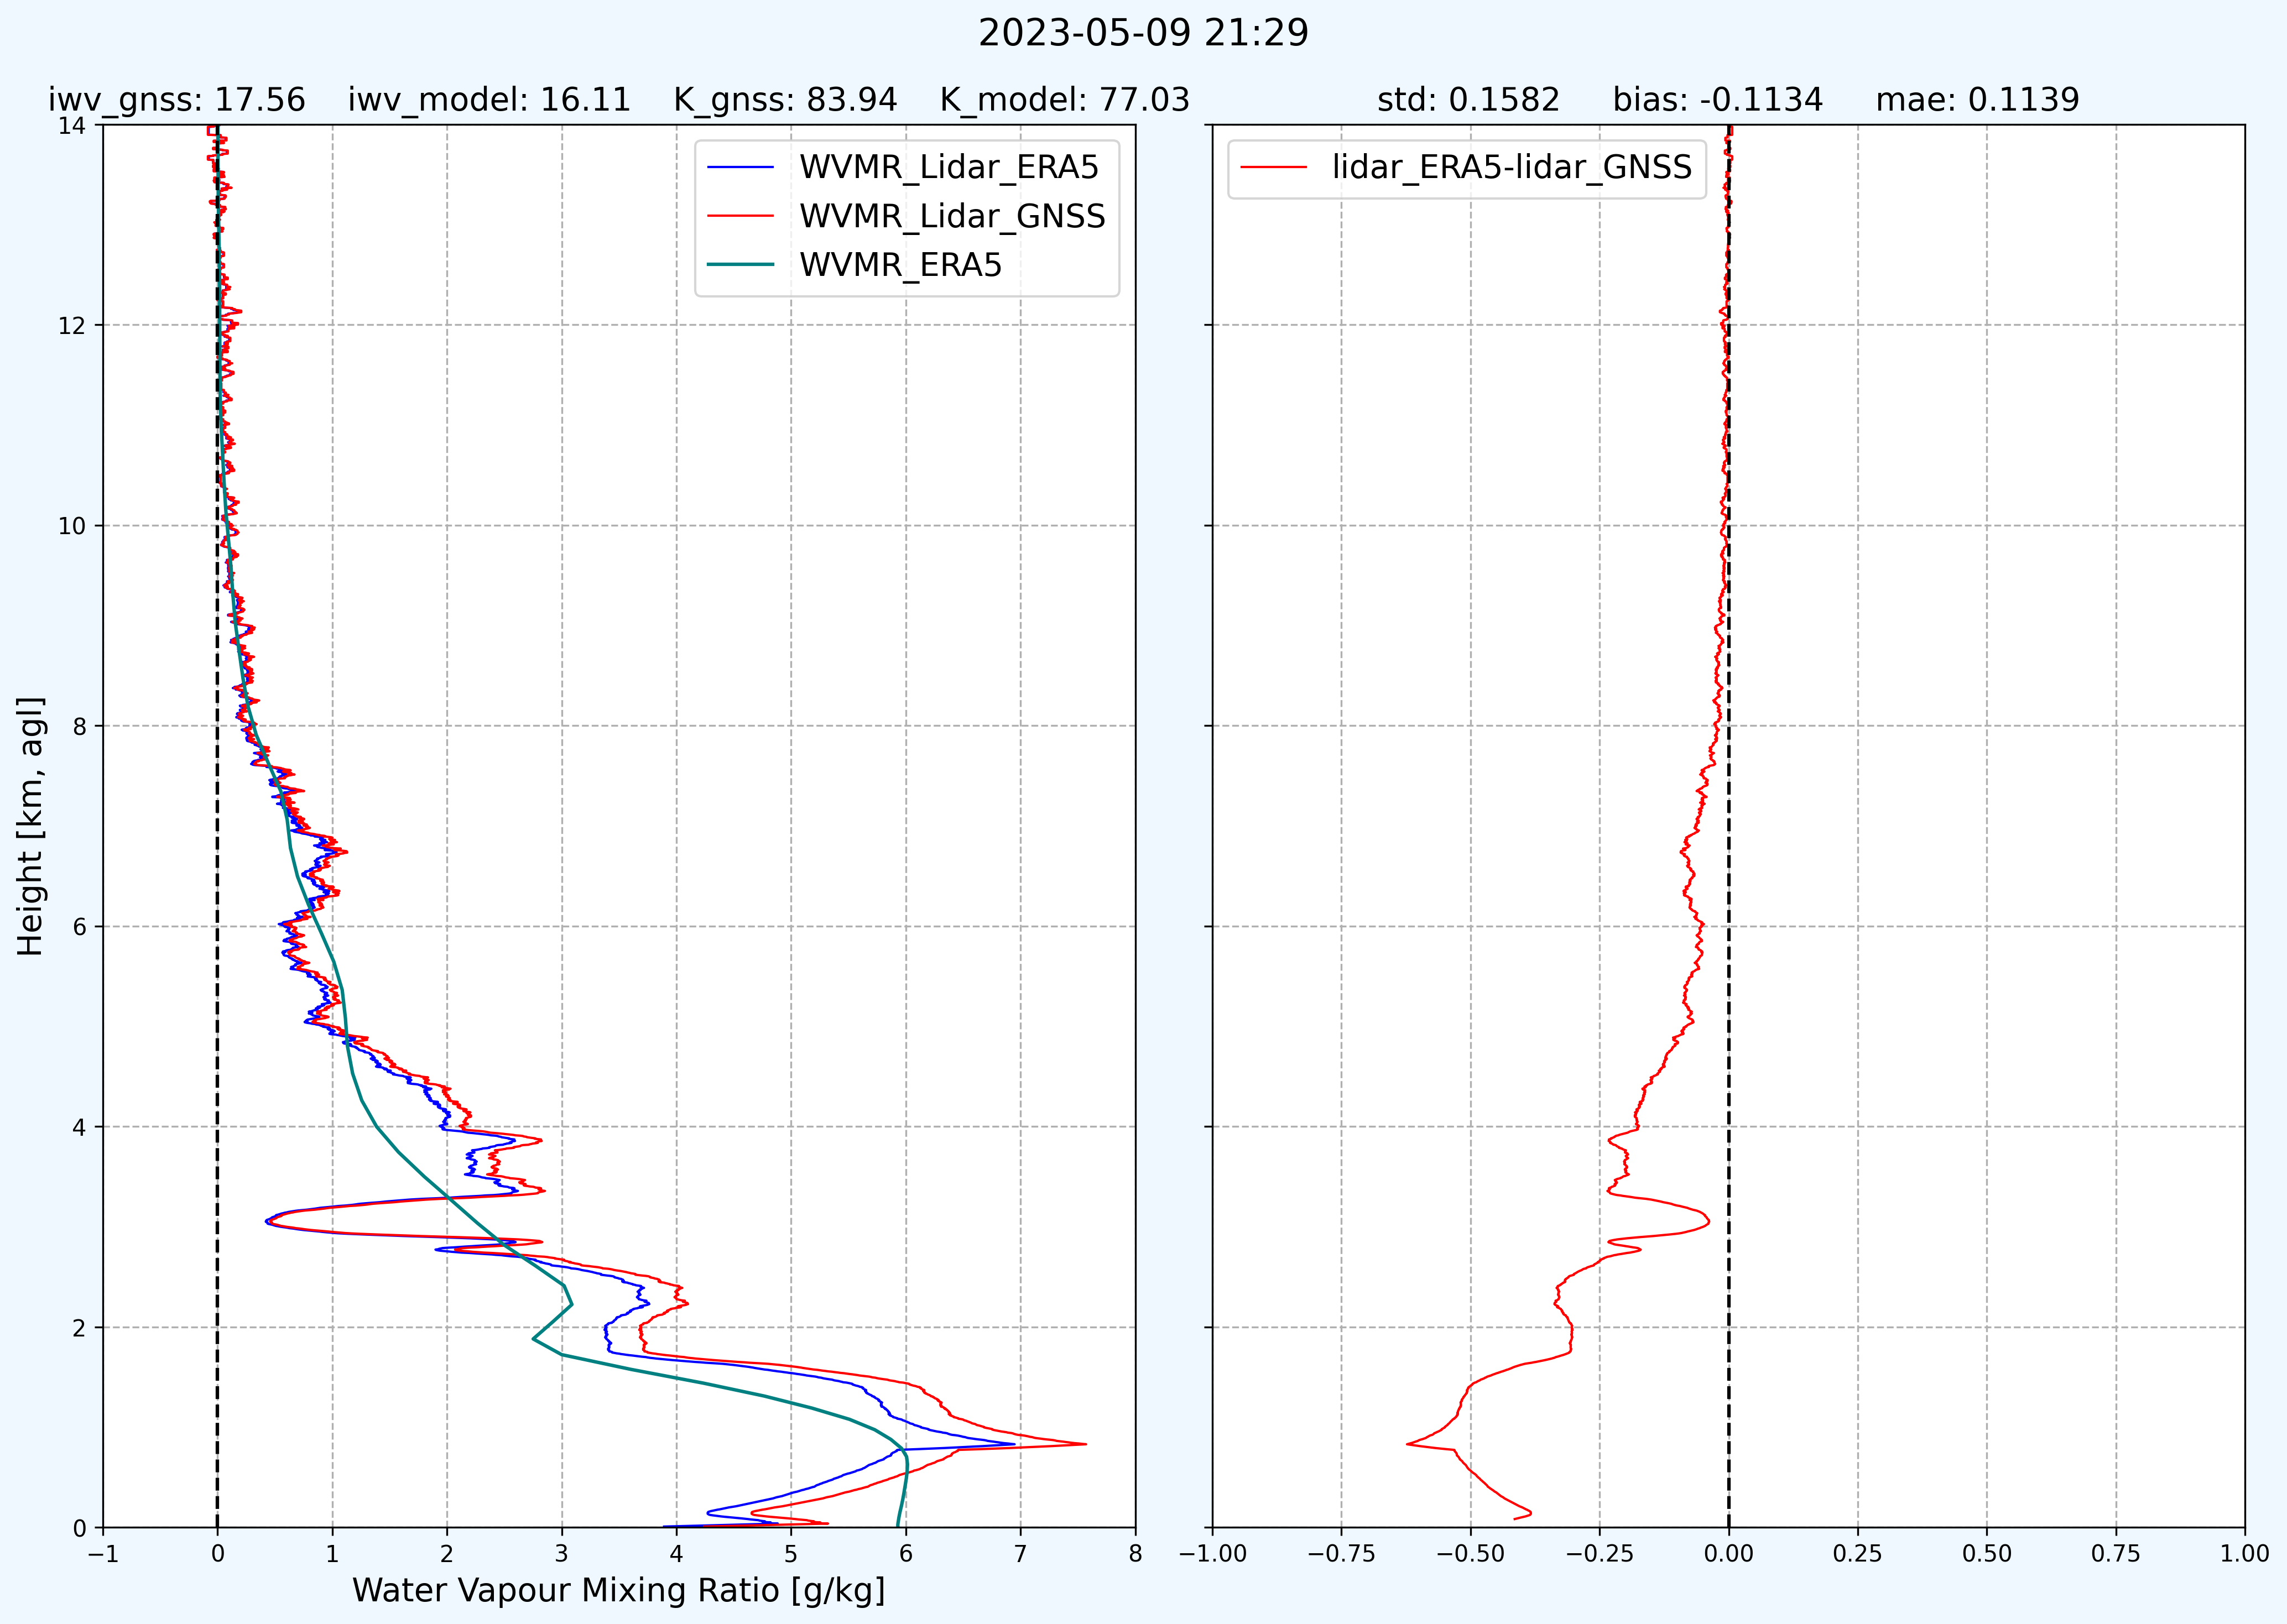 2023-05-09 21:29
iwv_gnss: 17.56 iwv_model: 16.11 K_gnss: 83.94 K_model: 77.03
std: 0.1582 bias: -0.1134 mae: 0.1139
WVMR_Lidar_ERA5
WVMR_Lidar_GNSS
WVMR_ERA5
lidar_ERA5-lidar_GNSS
Height [km, agl]
14
12
10
8
6
4
2
0
−1 0 1 2 3 4 5 6 7 8
Water Vapour Mixing Ratio [g/kg]
−1.00 −0.75 −0.50 −0.25 0.00 0.25 0.50 0.75 1.00